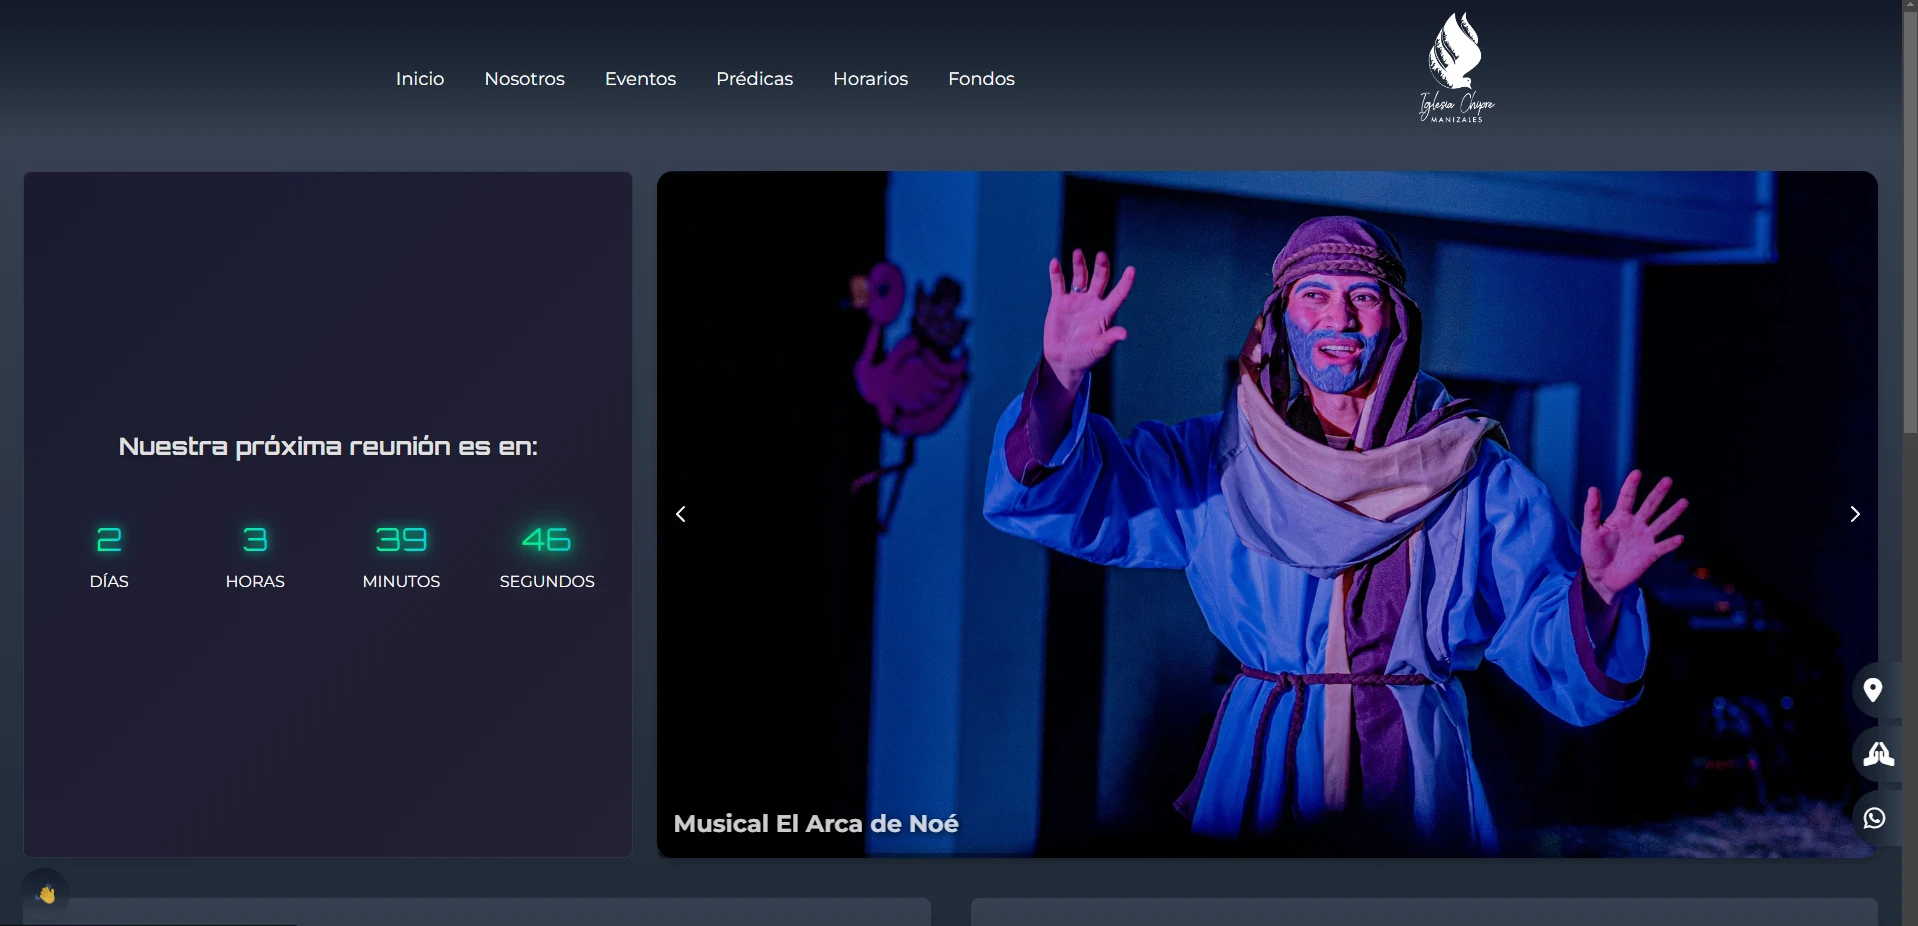 Inicio Nosotros Eventos Prédicas Horarios Fondos
Iglesia Chipre
MANIZALES
Nuestra próxima reunión es en:
2 3 39 46
DÍAS HORAS MINUTOS SEGUNDOS
Musical El Arca de Noé